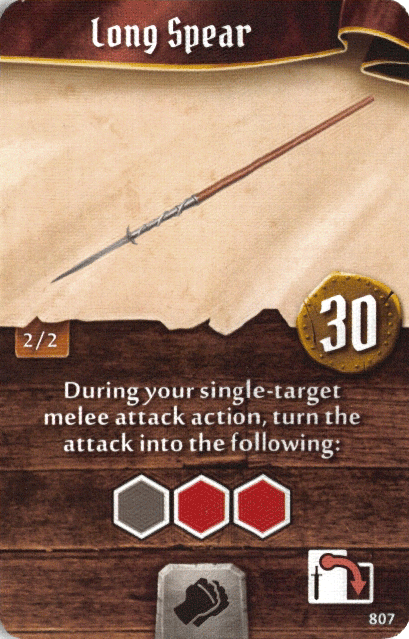 Long Spear
30
2/2
During your single-target
melee attack action, turn the
attack into the following:
807